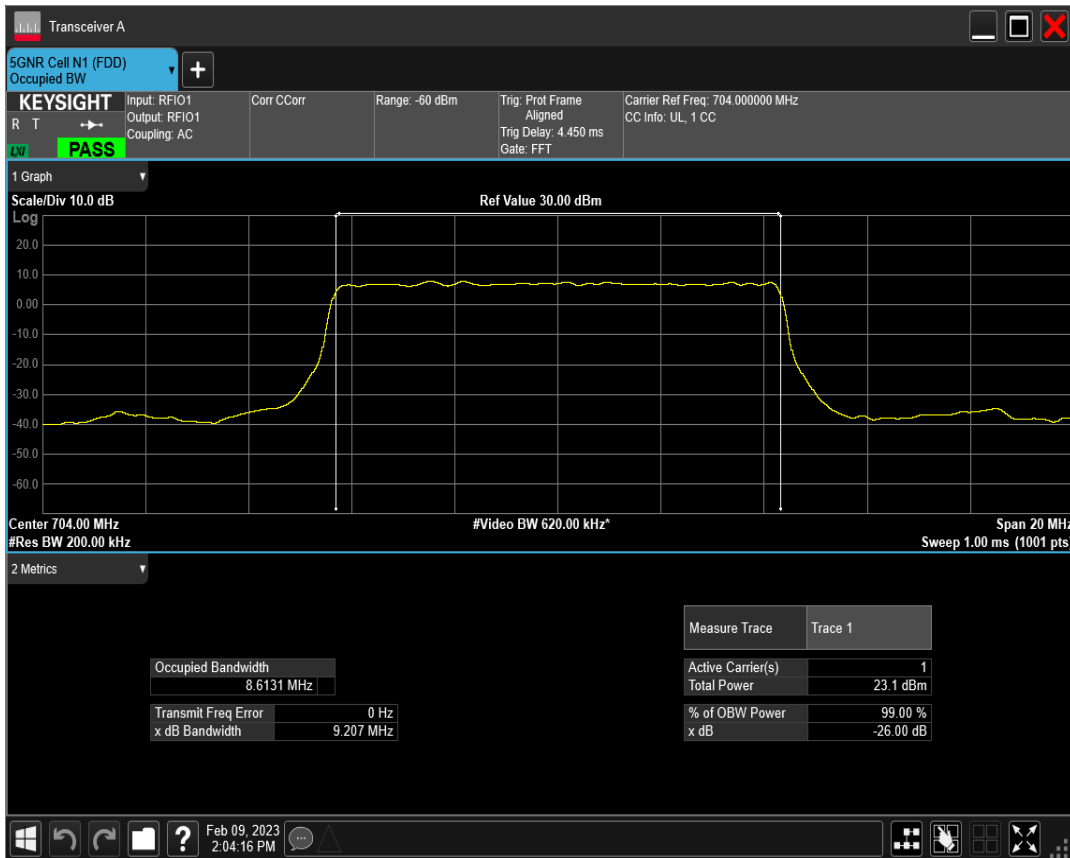 Transceiver A
5GNR Cell N1 (FDD)
Occupied BW
+
KEYSIGHT
R T
LXI
PASS
Input: RFIO1
Output: RFIO1
Coupling: AC
Corr CCorr
Range: -60 dBm
Trig: Prot Frame
Aligned
Trig Delay: 4.450 ms
Gate: FFT
Carrier Ref Freq: 704.000000 MHz
CC Info: UL, 1 CC
1 Graph
Scale/Div 10.0 dB
Ref Value 30.00 dBm
Log
20.0
10.0
0.00
-10.0
-20.0
-30.0
-40.0
-50.0
-60.0
Center 704.00 MHz
#Video BW 620.00 kHz*
Span 20 MHz
#Res BW 200.00 kHz
Sweep 1.00 ms (1001 pts)
2 Metrics
Measure Trace Trace 1
Occupied Bandwidth
8.6131 MHz
Active Carrier(s) 1
Total Power 23.1 dBm
Transmit Freq Error 0 Hz
x dB Bandwidth 9.207 MHz
% of OBW Power 99.00 %
x dB -26.00 dB
?
Feb 09, 2023
2:04:16 PM